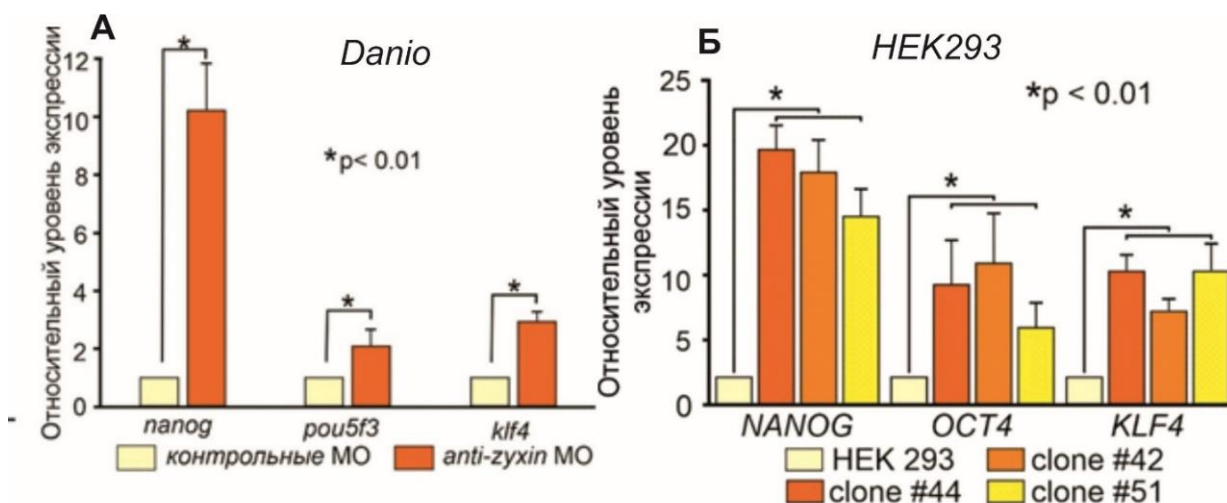 А
Danio
Относительный уровень экспрессии
12
10
8
6
4
2
0
*
*
*
*p< 0.01
nanog
pou5f3
klf4
контрольные МО
anti-zyxin МО
Б
HEK293
Относительный уровень
экспрессии
25
20
15
10
5
0
*
*
*
*p < 0.01
NANOG
OCT4
KLF4
HEK 293
clone #42
clone #44
clone #51